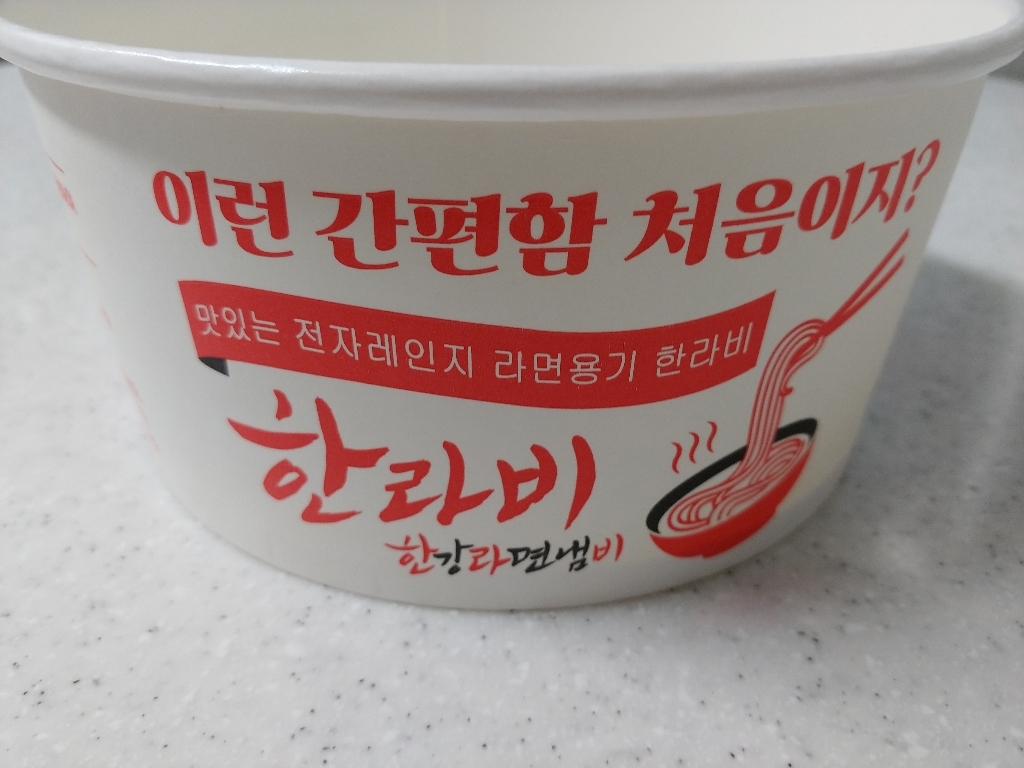 이런 간편함 처음이지?
맛있는 전자레인지 라면용기 한라비
한라비
한강라면냄비